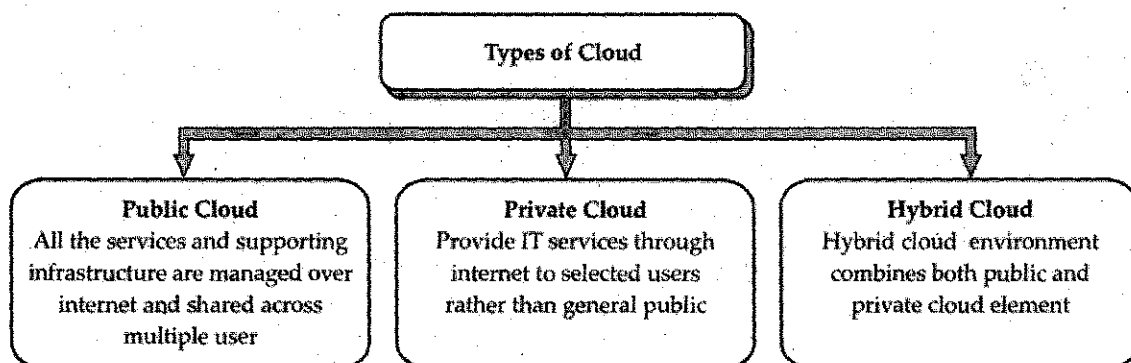 Types of Cloud
Public Cloud
All the services and supporting
infrastructure are managed over
internet and shared across
multiple user
Private Cloud
Provide IT services through
internet to selected users
rather than general public
Hybrid Cloud
Hybrid cloud environment
combines both public and
private cloud element